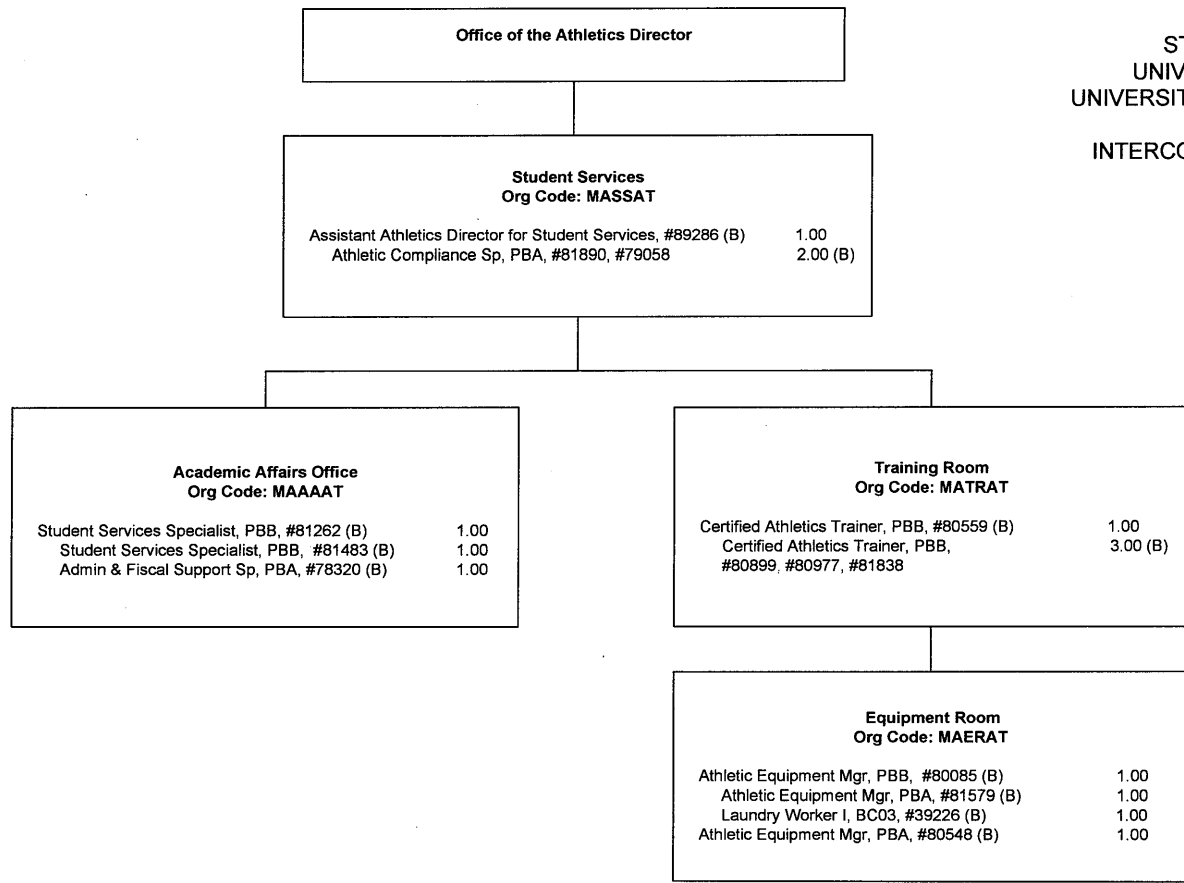 Office of the Athletics Director
ST
UNIV
UNIVERSIT
INTERCO
Student Services
Org Code: MASSAT
Assistant Athletics Director for Student Services, #89286 (B) 1.00
Athletic Compliance Sp, PBA, #81890, #79058 2.00 (B)
Academic Affairs Office
Org Code: MAAAAT
Student Services Specialist, PBB, #81262 (B) 1.00
Student Services Specialist, PBB, #81483 (B) 1.00
Admin & Fiscal Support Sp, PBA, #78320 (B) 1.00
Training Room
Org Code: MATRAT
Certified Athletics Trainer, PBB, #80559 (B) 1.00
Certified Athletics Trainer, PBB, 3.00 (B)
#80899, #80977, #81838
Equipment Room
Org Code: MAERAT
Athletic Equipment Mgr, PBB, #80085 (B) 1.00
Athletic Equipment Mgr, PBA, #81579 (B) 1.00
Laundry Worker I, BC03, #39226 (B) 1.00
Athletic Equipment Mgr, PBA, #80548 (B) 1.00